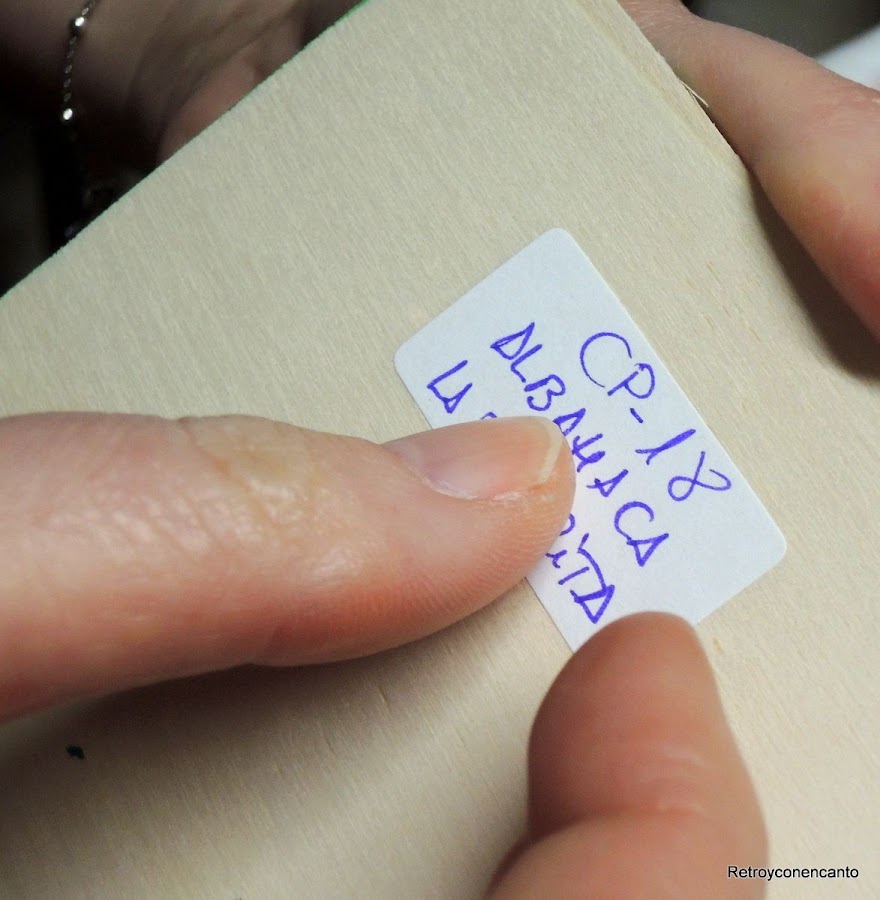 CP-18
ALBAHACA
LA
Retroyconencanto